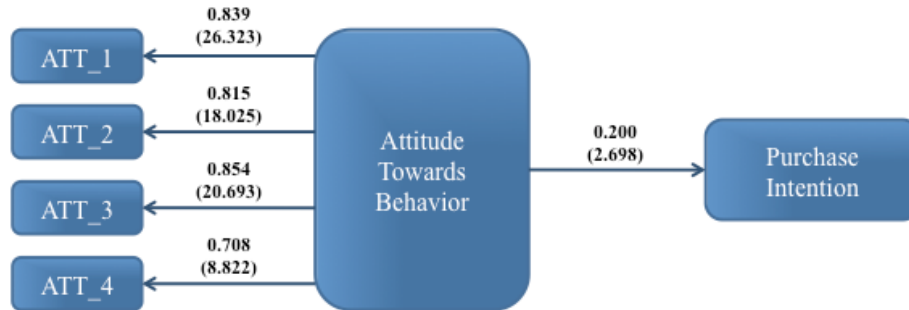 0.839
(26.323)
ATT_1
0.815
(18.025)
ATT_2
0.854
(20.693)
ATT_3
0.708
(8.822)
ATT_4
Attitude
Towards
Behavior
0.200
(2.698)
Purchase
Intention